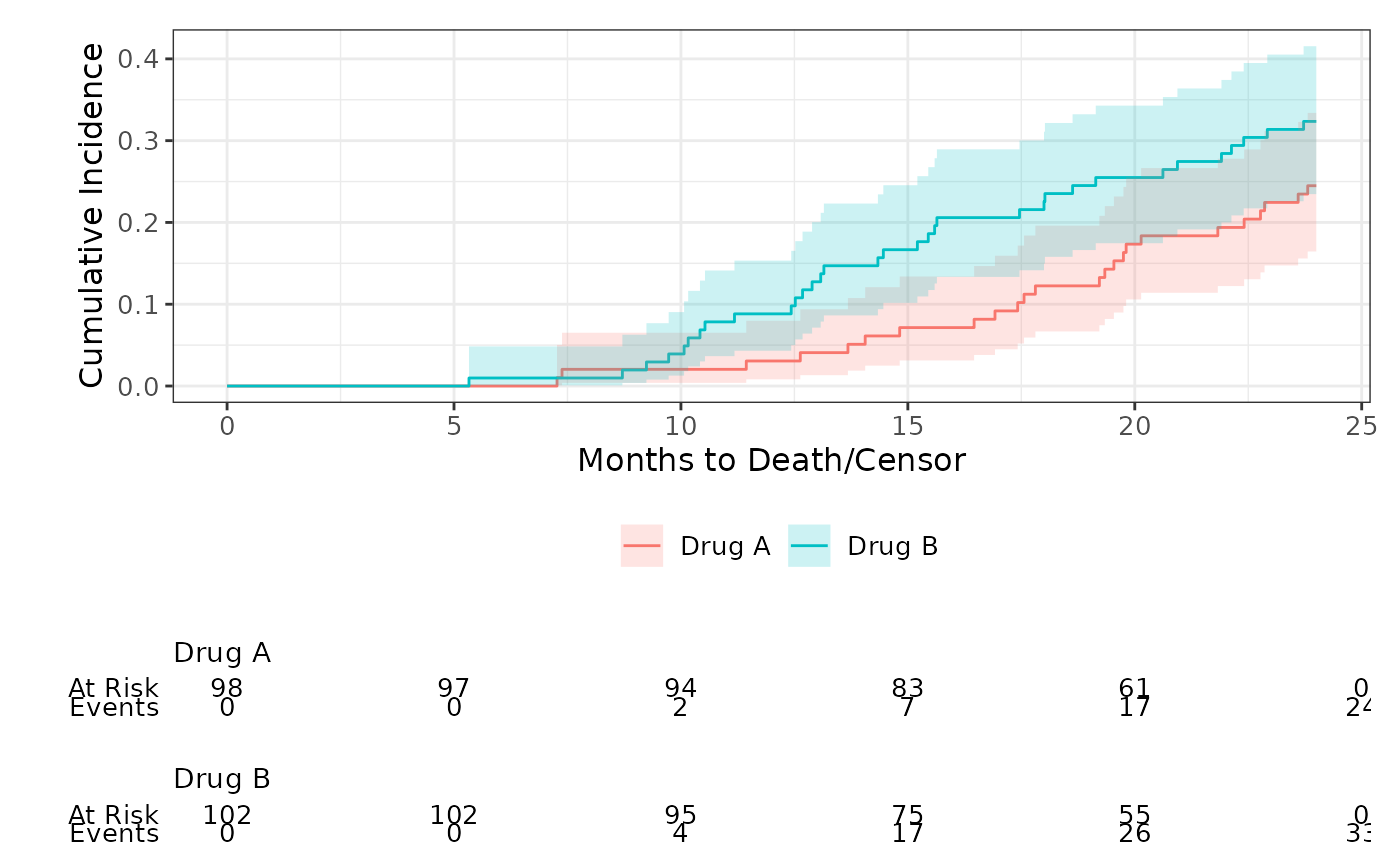 Cumulative Incidence
0.4
0.3
0.2
0.1
0.0
0 5 10 15 20 25
Months to Death/Censor
Drug A Drug B
Drug A
At Risk 98 97 94 83 61 0
Events 0 0 2 7 17 24
Drug B
At Risk 102 102 95 75 55 0
Events 0 0 4 17 26 33